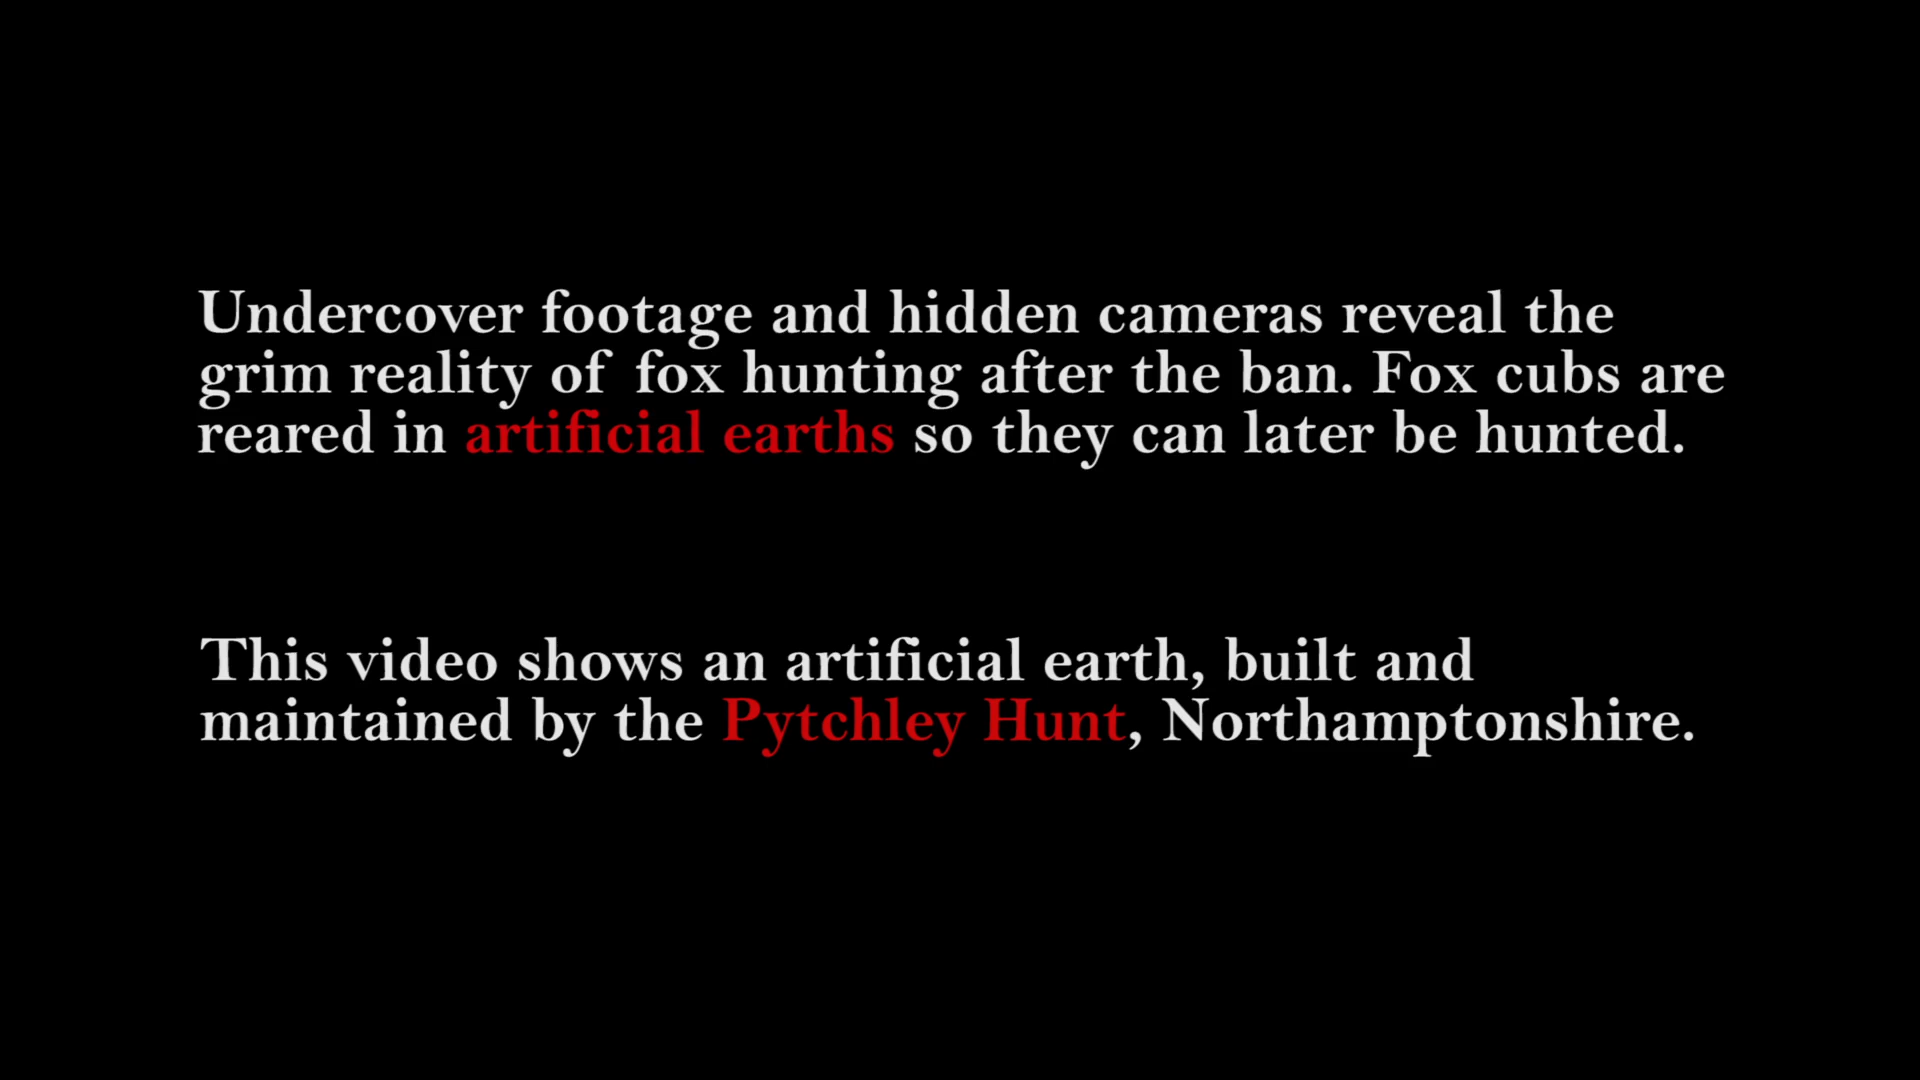 Undercover footage and hidden cameras reveal the
grim reality of fox hunting after the ban. Fox cubs are
reared in artificial earths so they can later be hunted.
This video shows an artificial earth, built and
maintained by the Pytchley Hunt, Northamptonshire.